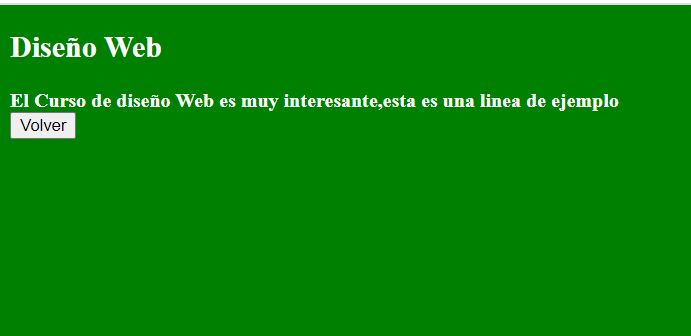 Diseño Web
El Curso de diseño Web es muy interesante,esta es una linea de ejemplo
Volver